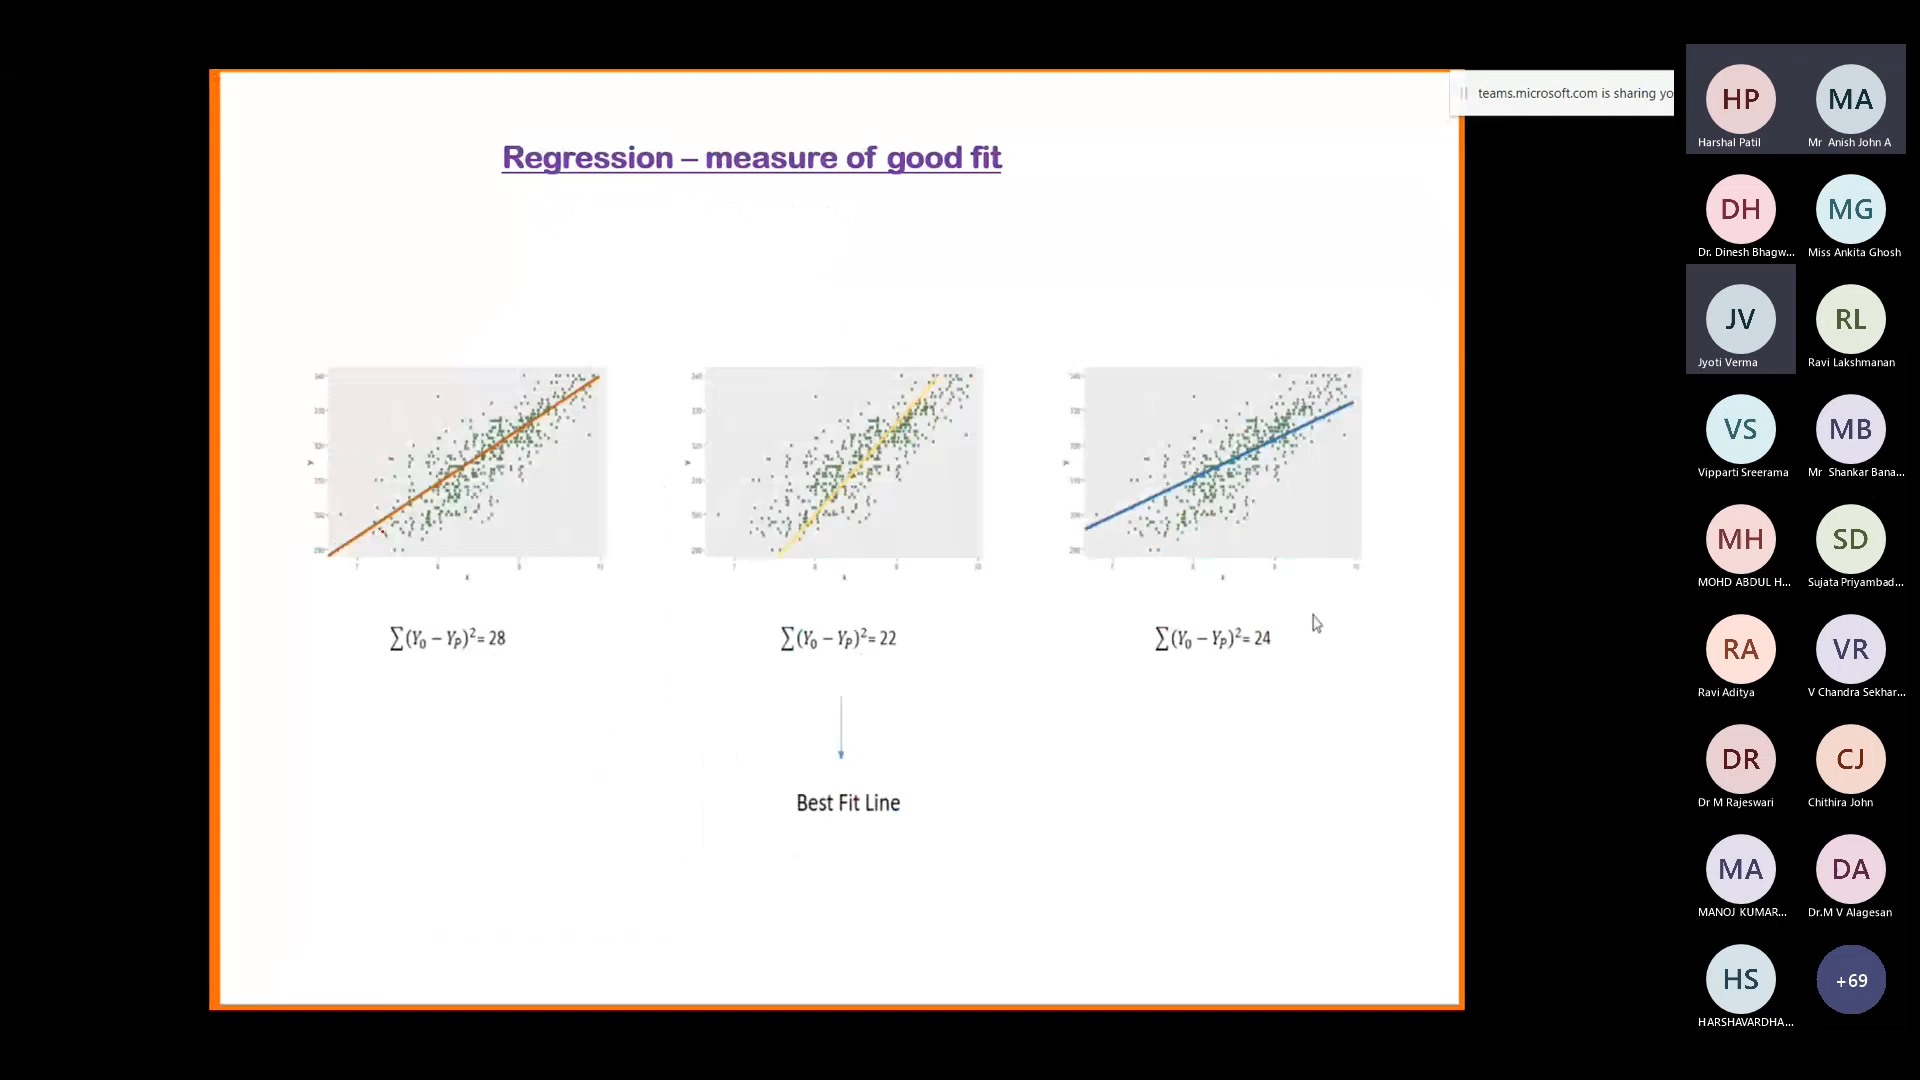 teams.microsoft.com is sharing yo
Regression – measure of good fit
∑(Y₀ – Yₚ)²= 28
∑(Y₀ – Yₚ)²= 22
∑(Y₀ – Yₚ)²= 24
Best Fit Line
HP
MA
Harshal Patil
Mr Anish John A
DH
MG
Dr. Dinesh Bhagw...
Miss Ankita Ghosh
JV
RL
Jyoti Verma
Ravi Lakshmanan
VS
MB
Vipparti Sreerama
Mr Shankar Bana...
MH
SD
MOHD ABDUL H...
Sujata Priyambad...
RA
VR
Ravi Aditya
V Chandra Sekhar...
DR
CJ
Dr M Rajeswari
Chithira John
MA
DA
MANOJ KUMAR...
Dr.M V Alagesan
HS
+69
HARSHAVARDHA...